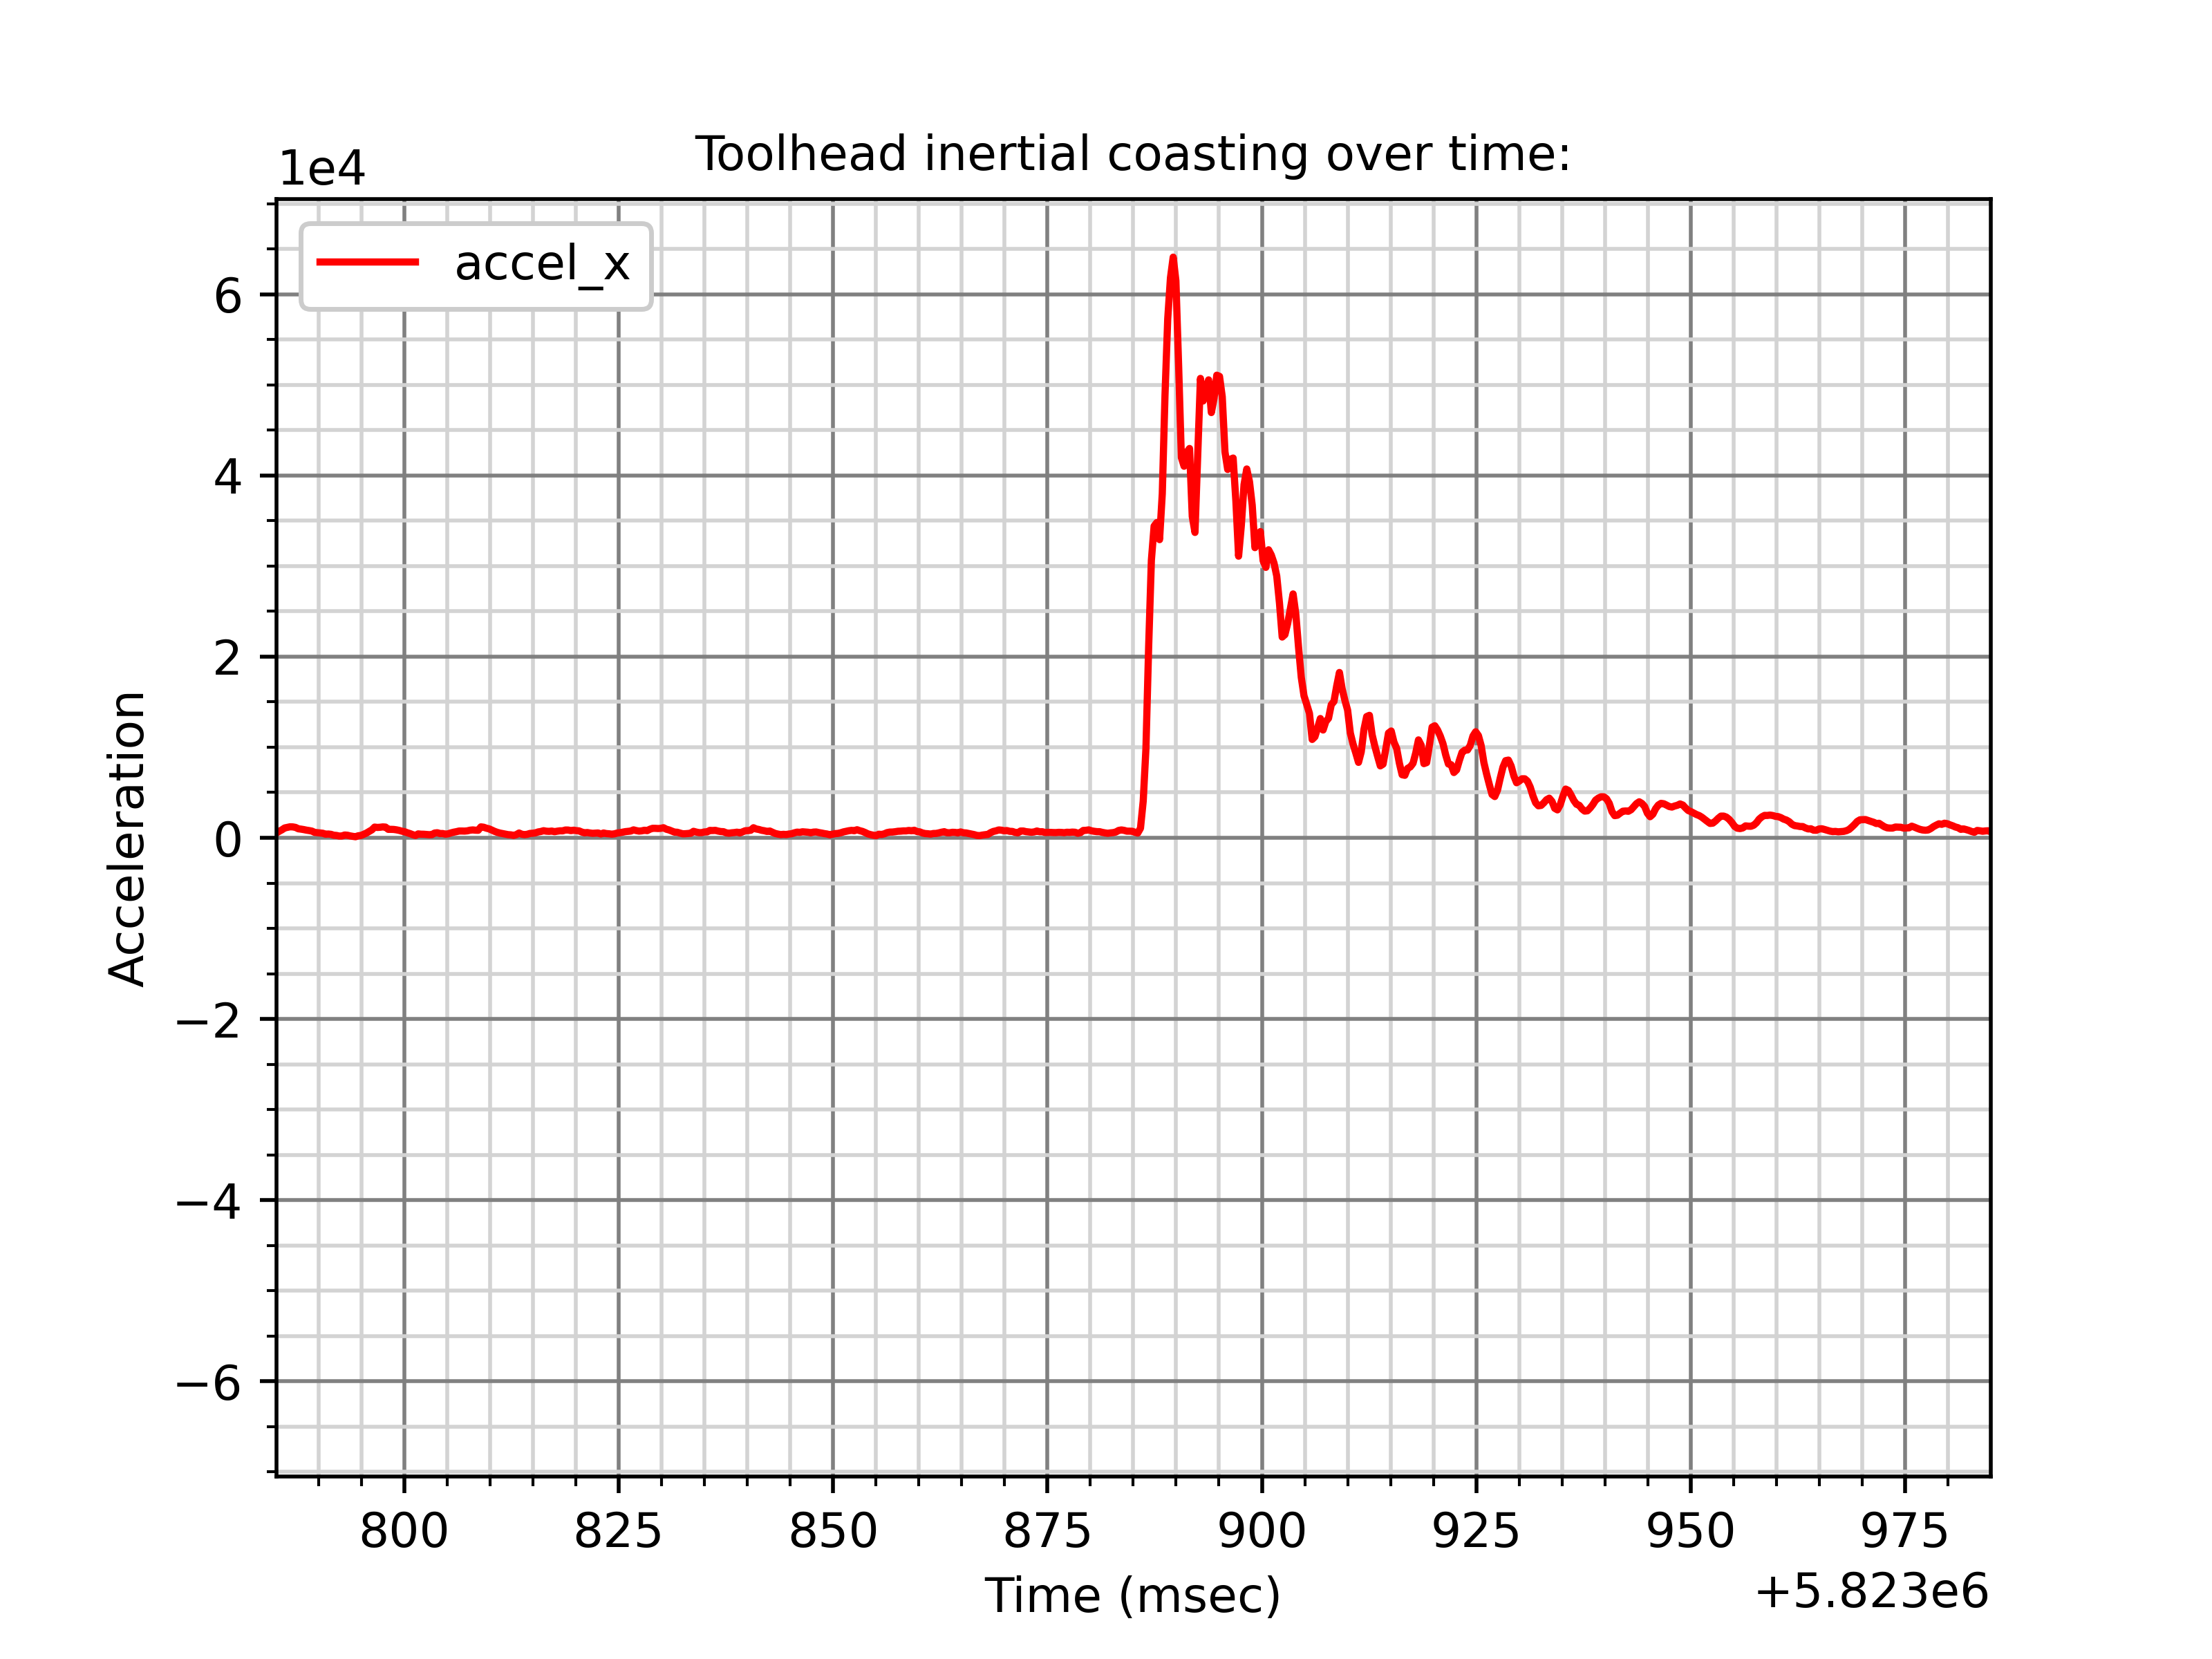 Toolhead inertial coasting over time:
1e4
accel_x
6
4
2
0
−2
−4
−6
Acceleration
800 825 850 875 900 925 950 975
Time (msec)
+5.823e6